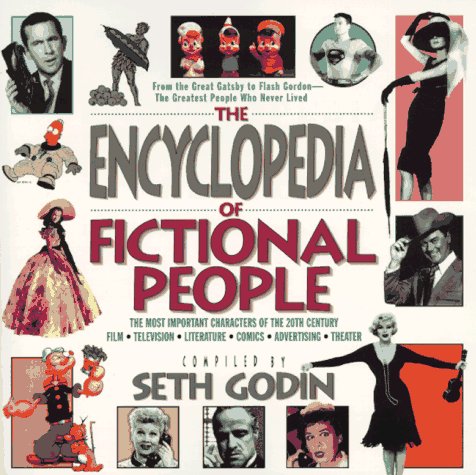 From the Great Gatsby to Flash Gordon—
The Greatest People Who Never Lived
THE
ENCYCLOPEDIA
OF
FICTIONAL
PEOPLE
THE MOST IMPORTANT CHARACTERS OF THE 20TH CENTURY
FILM • TELEVISION • LITERATURE • COMICS • ADVERTISING • THEATER
COMPILED BY
SETH GODIN